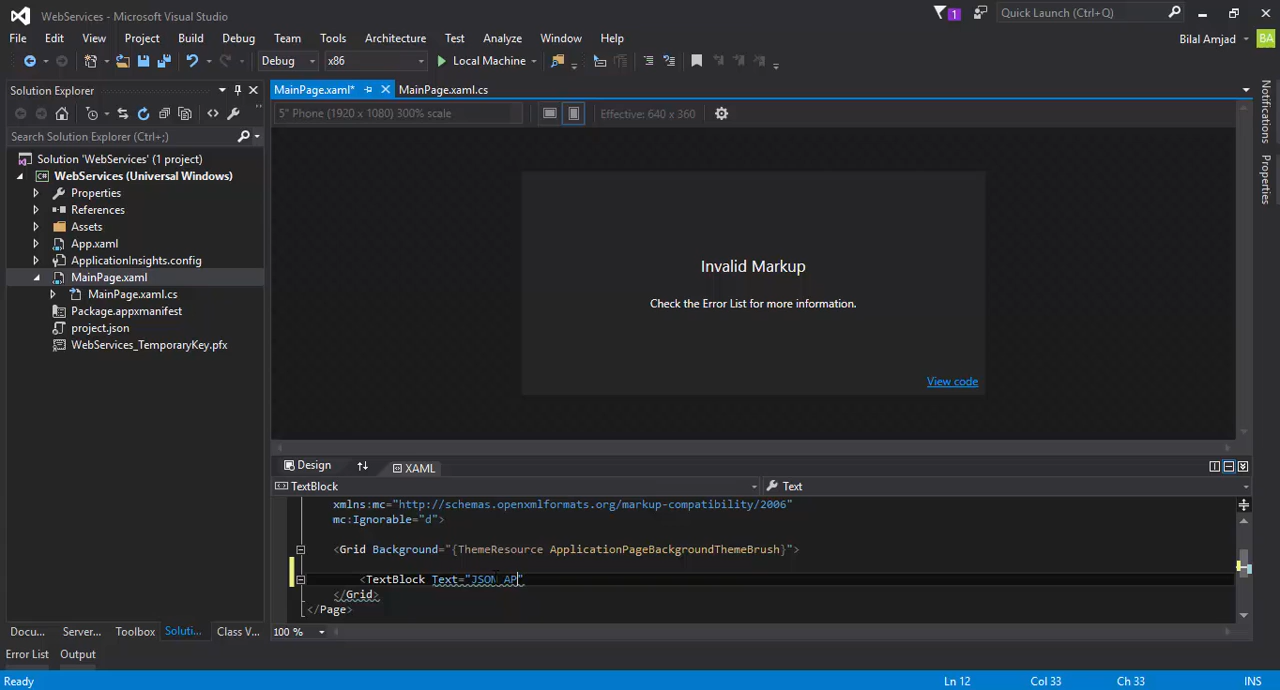 WebServices - Microsoft Visual Studio
1
Quick Launch (Ctrl+Q)
File Edit View Project Build Debug Team Tools Architecture Test Analyze Window Help
Bilal Amjad BA
Debug x86 Local Machine
Solution Explorer
MainPage.xaml* MainPage.xaml.cs
5" Phone (1920 x 1080) 300% scale
Effective: 640 x 360
Search Solution Explorer (Ctrl+;)
Solution 'WebServices' (1 project)
C# WebServices (Universal Windows)
Properties
References
Assets
App.xaml
ApplicationInsights.config
MainPage.xaml
MainPage.xaml.cs
Package.appxmanifest
project.json
WebServices_TemporaryKey.pfx
Invalid Markup
Check the Error List for more information.
View code
Notifications
Properties
Design XAML
TextBlock Text
xmlns:mc="http://schemas.openxmlformats.org/markup-compatibility/2006"
mc:Ignorable="d">
<Grid Background="{ThemeResource ApplicationPageBackgroundThemeBrush}">
<TextBlock Text="JSON AP"
</Grid>
</Page>
100 %
Docu... Server... Toolbox Soluti... Class V...
Error List Output
Ready Ln 12 Col 33 Ch 33 INS